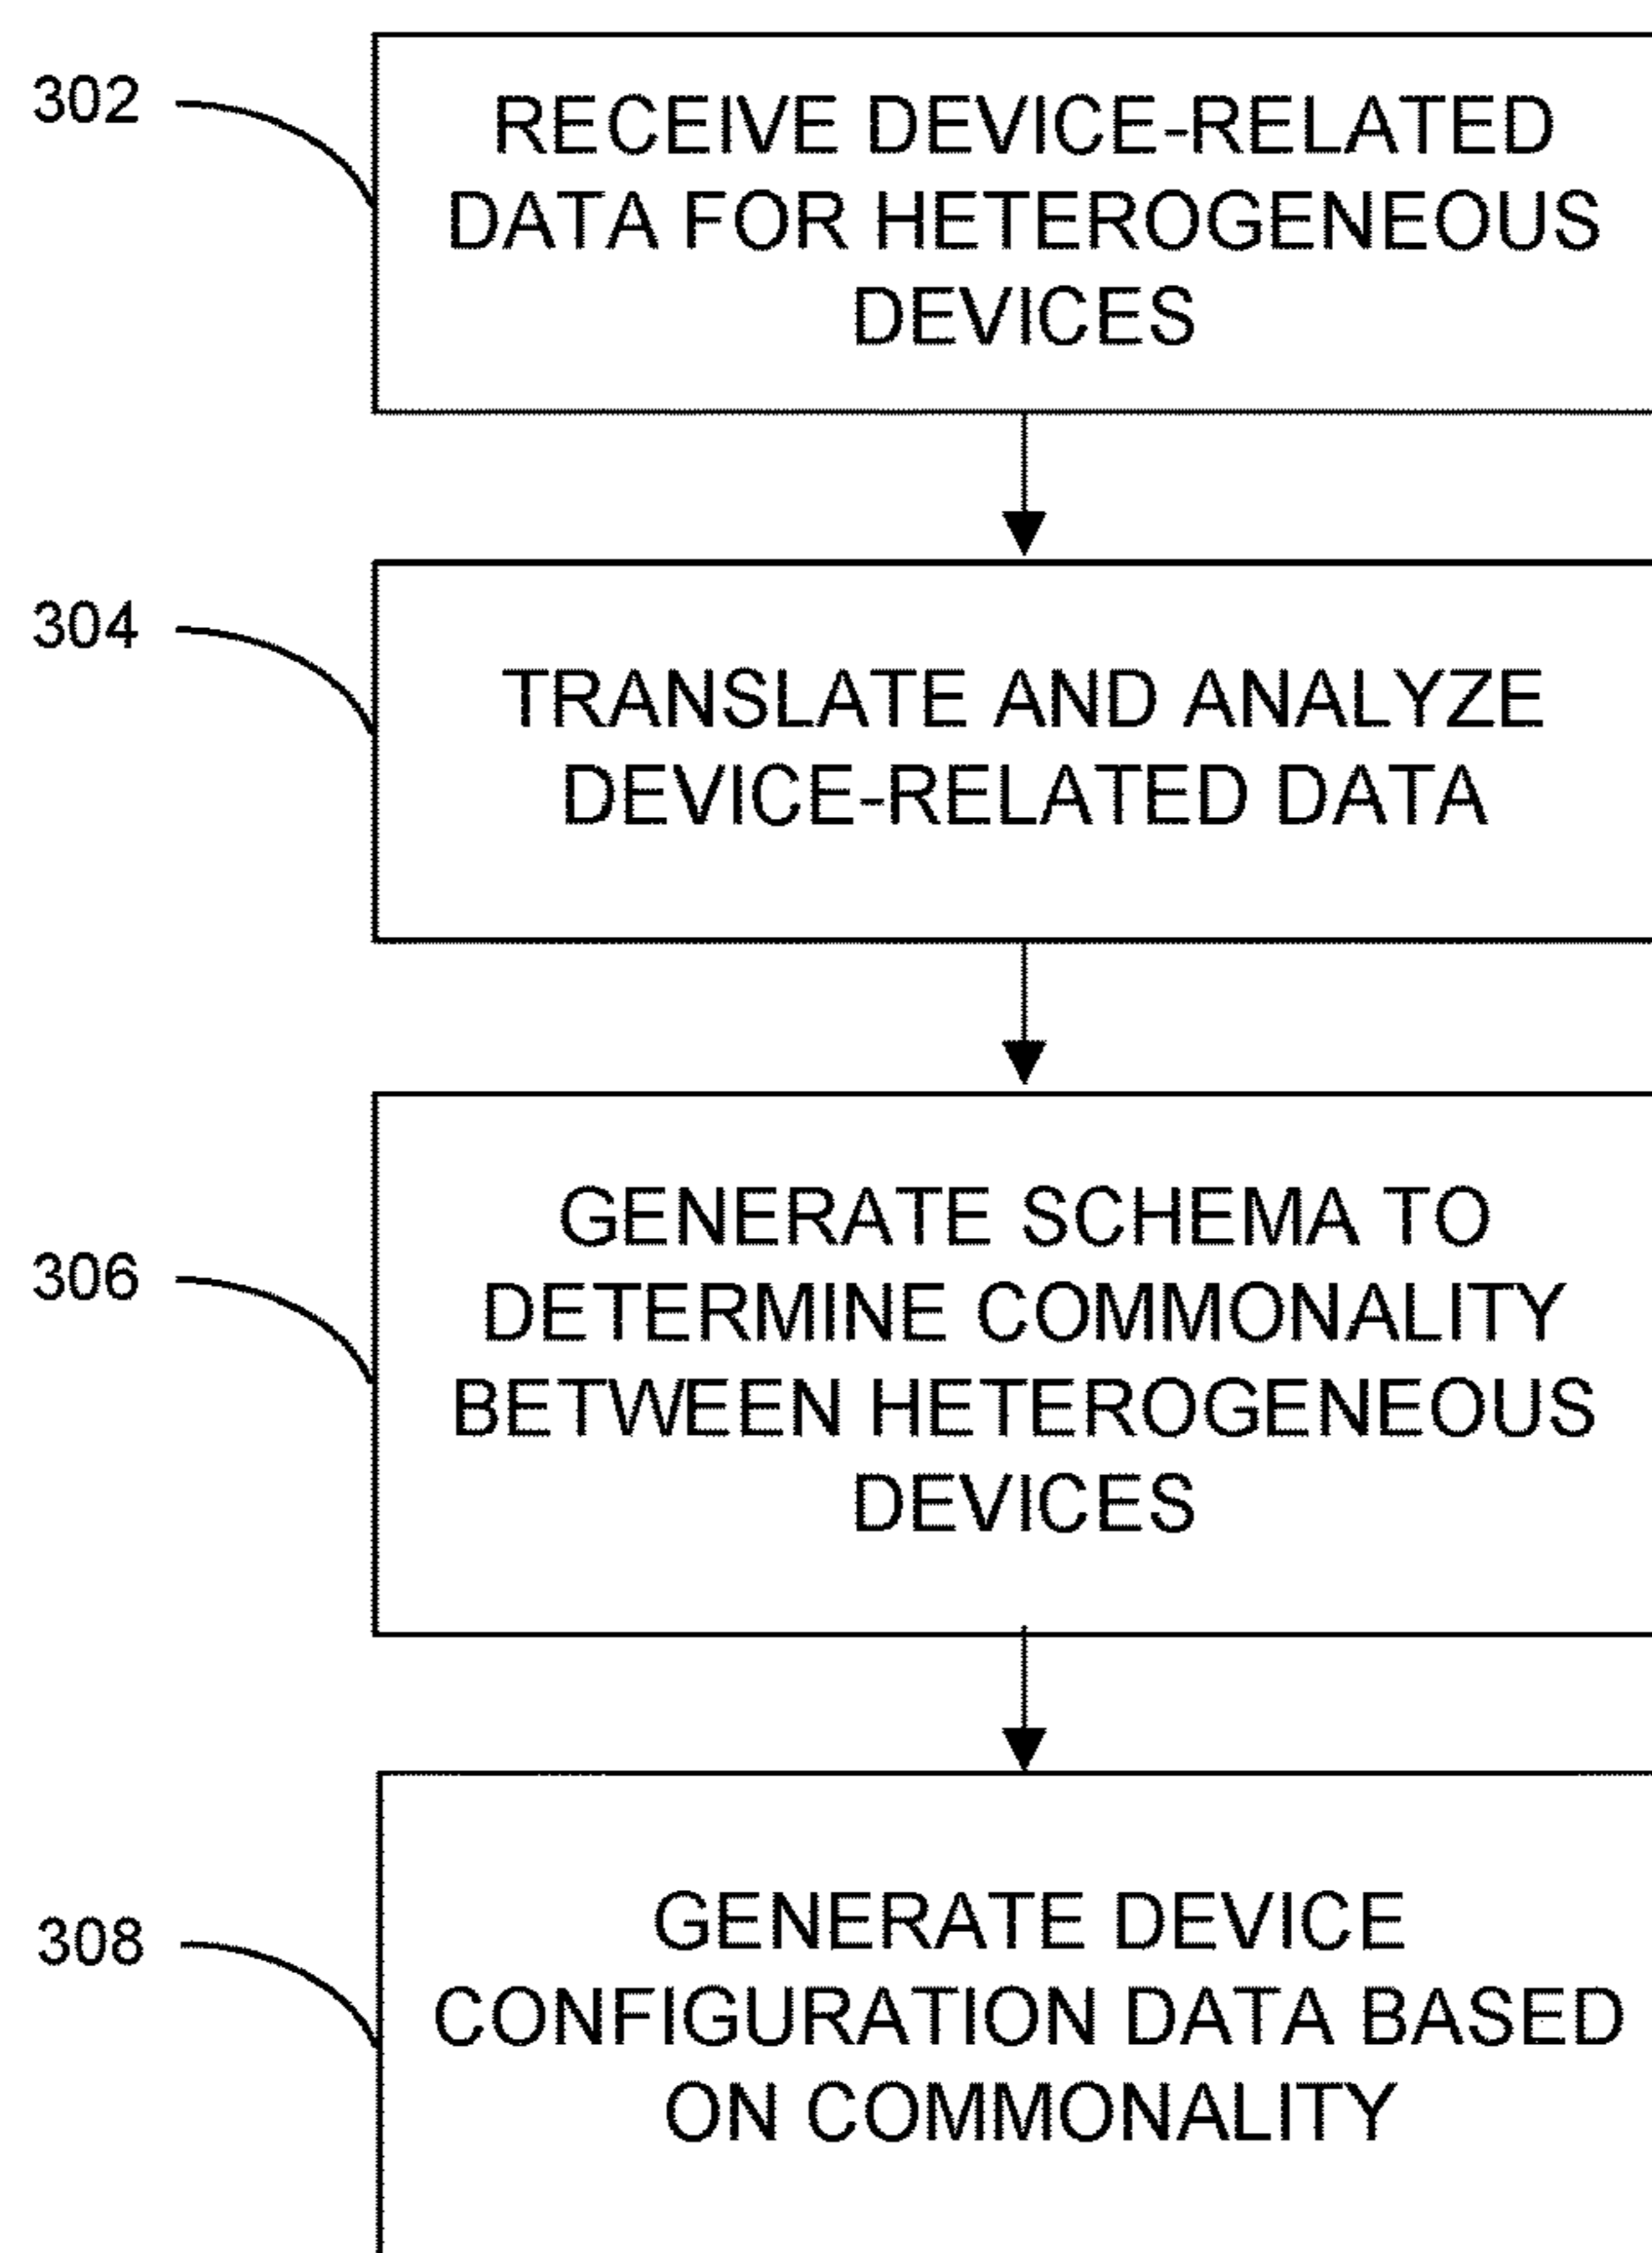 302
RECEIVE DEVICE-RELATED
DATA FOR HETEROGENEOUS
DEVICES
304
TRANSLATE AND ANALYZE
DEVICE-RELATED DATA
306
GENERATE SCHEMA TO
DETERMINE COMMONALITY
BETWEEN HETEROGENEOUS
DEVICES
308
GENERATE DEVICE
CONFIGURATION DATA BASED
ON COMMONALITY